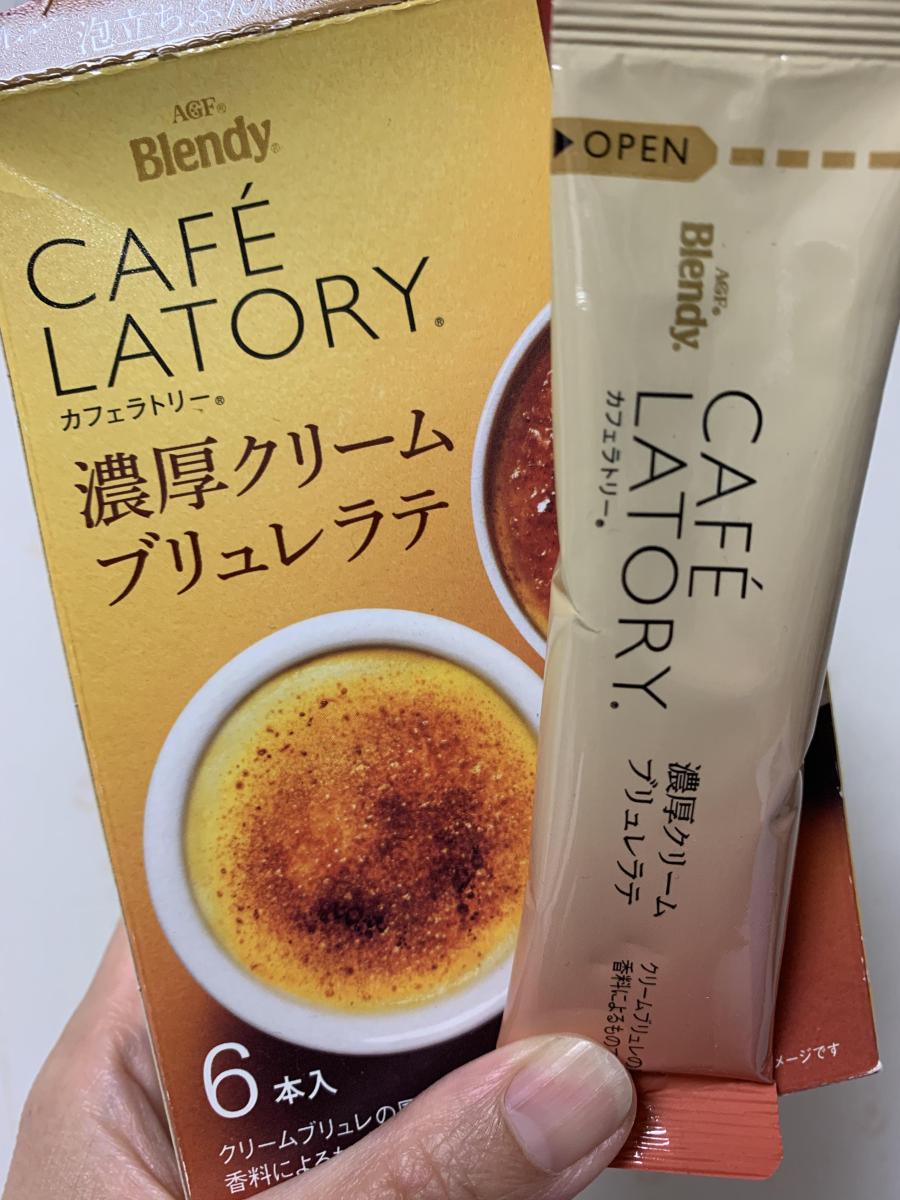 泡立ち
AGF®
Blendy®
CAFÉ
LATORY®
カフェラトリー®
濃厚クリーム
ブリュレラテ
6本入
クリームブリュレの
香料による
OPEN
AGF®
Blendy®
CAFÉ
LATORY®
カフェラトリー®
濃厚クリーム
ブリュレラテ
クリームブリュレの
香料によるもの
メージです